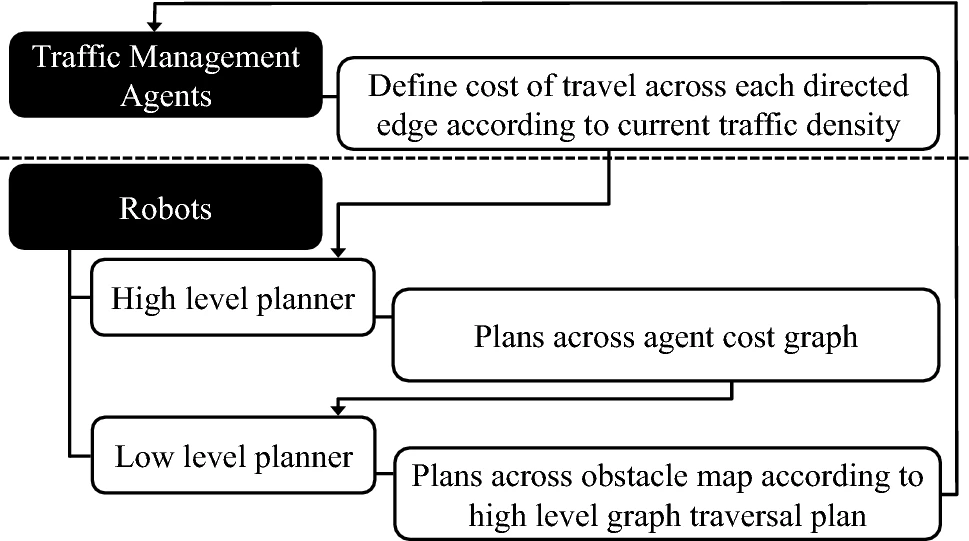 Traffic Management
Agents
Define cost of travel across each directed
edge according to current traffic density
Robots
High level planner
Plans across agent cost graph
Low level planner
Plans across obstacle map according to
high level graph traversal plan